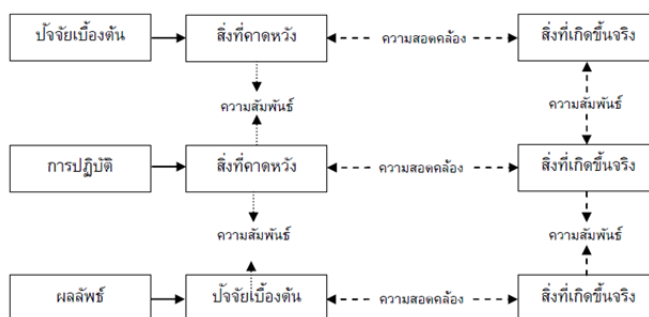 ปัจจัยเบื้องต้น สิ่งที่คาดหวัง ความสอดคล้อง สิ่งที่เกิดขึ้นจริง
ความสัมพันธ์ ความสัมพันธ์
การปฏิบัติ สิ่งที่คาดหวัง ความสอดคล้อง สิ่งที่เกิดขึ้นจริง
ความสัมพันธ์ ความสัมพันธ์
ผลลัพธ์ ปัจจัยเบื้องต้น ความสอดคล้อง สิ่งที่เกิดขึ้นจริง